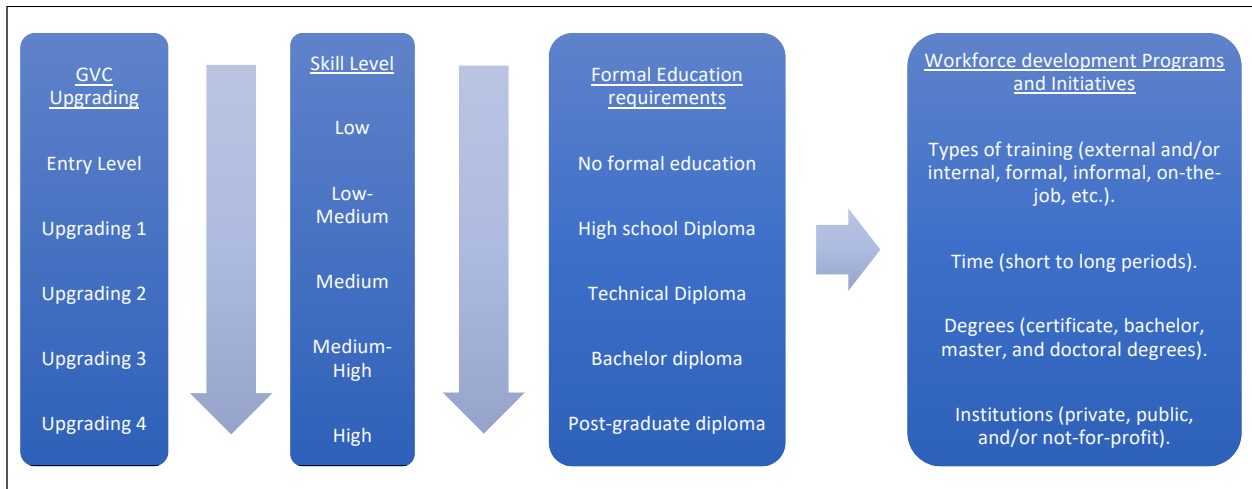 GVC
Upgrading
Entry Level
Upgrading 1
Upgrading 2
Upgrading 3
Upgrading 4
Skill Level
Low
Low-
Medium
Medium
Medium-
High
High
Formal Education
requirements
No formal education
High school Diploma
Technical Diploma
Bachelor diploma
Post-graduate diploma
Workforce development Programs
and Initiatives
Types of training (external and/or
internal, formal, informal, on-the-
job, etc.).
Time (short to long periods).
Degrees (certificate, bachelor,
master, and doctoral degrees).
Institutions (private, public,
and/or not-for-profit).